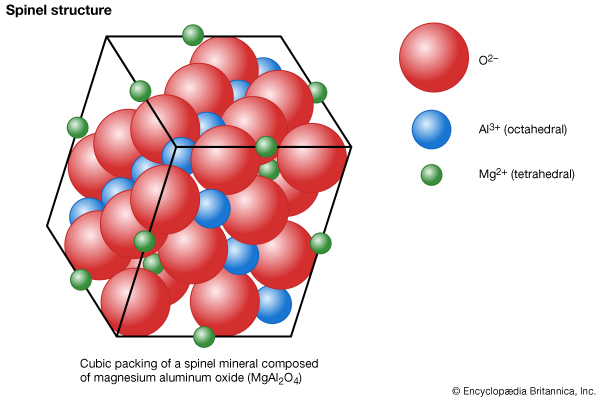 Spinel structure
O²⁻
Al³⁺ (octahedral)
Mg²⁺ (tetrahedral)
Cubic packing of a spinel mineral composed
of magnesium aluminum oxide (MgAl₂O₄)
© Encyclopædia Britannica, Inc.